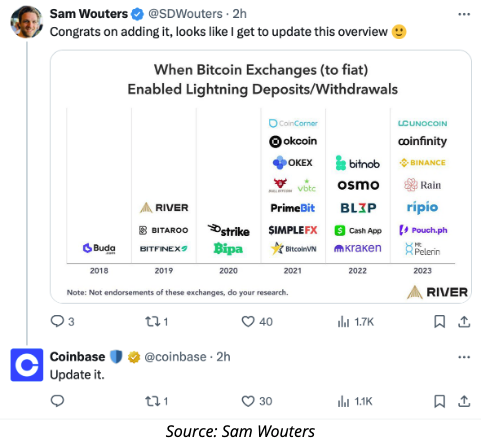 Sam Wouters @SDWouters · 2h
Congrats on adding it, looks like I get to update this overview 🙂
When Bitcoin Exchanges (to fiat)
Enabled Lightning Deposits/Withdrawals
CoinCorner
LCUNOCOIN
okcoin
coinfinity
OKEX
bitnob
BINANCE
vbtc
OSMO
Rain
RIVER
PrimeBit
BL3P
ripio
BITAROO
strike
SIMPLEFX
Cash App
Pouch.ph
Buda
BITFINEX
Bipa
BitcoinVN
kraken
Mt Pelerin
2018 2019 2020 2021 2022 2023
Note: Not endorsements of these exchanges, do your research.
RIVER
3 1 40 1.7K
Coinbase @coinbase · 2h
Update it.
1 30 1.1K
Source: Sam Wouters